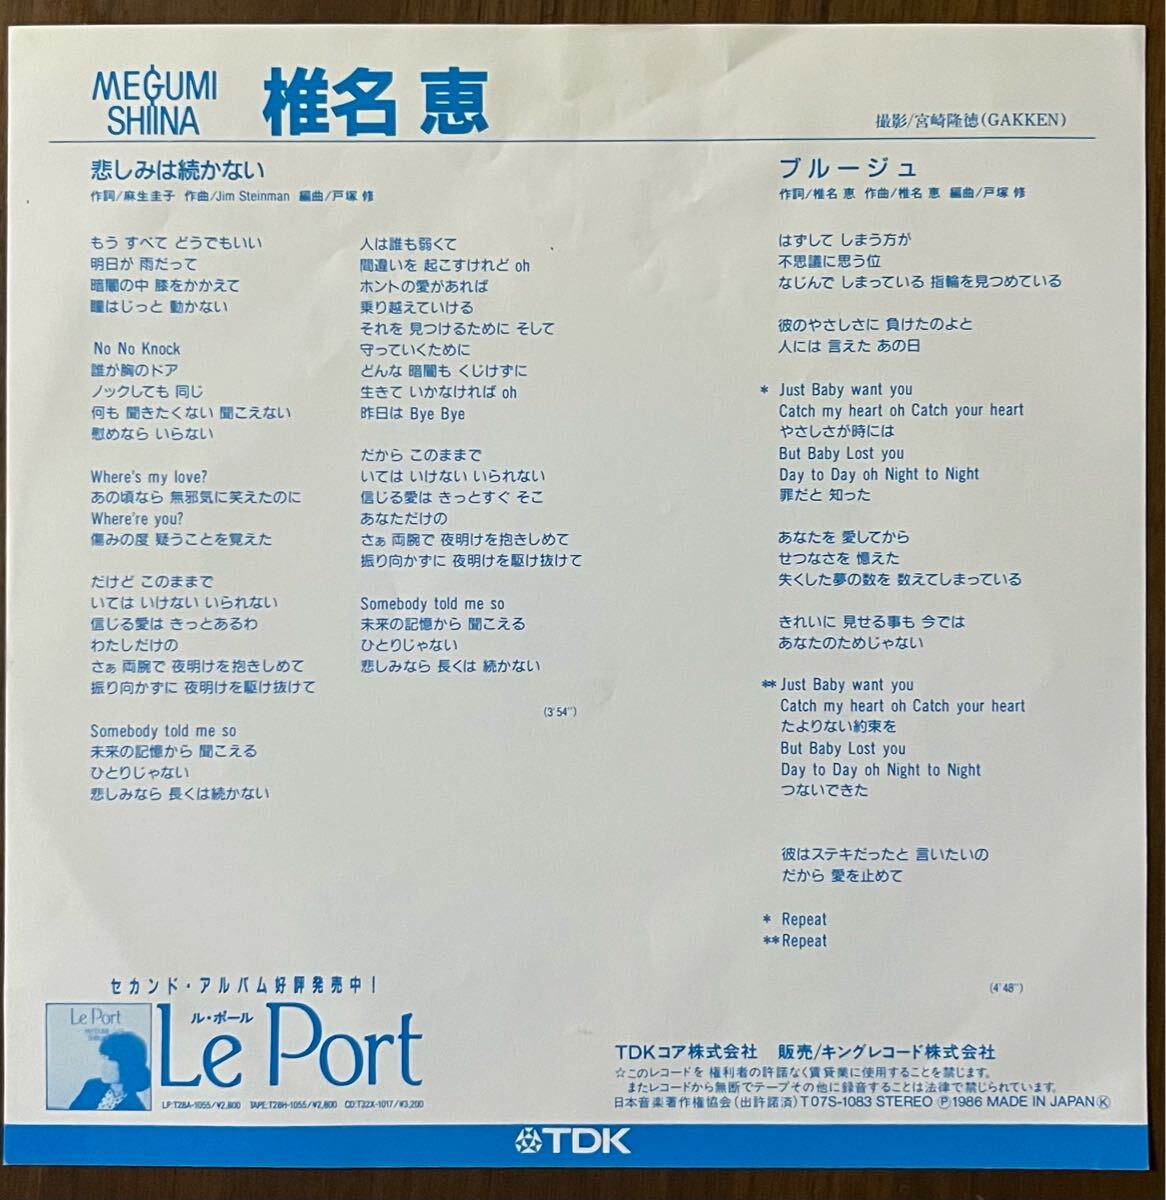 MEGUMI
SHIINA
椎名 恵
撮影/宮崎隆徳(GAKKEN)
悲しみは続かない
作詞/麻生圭子 作曲/Jim Steinman 編曲/戸塚 修
もう すべて どうでもいい
明日が 雨だって
暗闇の中 膝をかかえて
瞳はじっと 動かない
No No Knock
誰が胸のドア
ノックしても 同じ
何も 聞きたくない 聞こえない
慰めなら いらない
Where's my love?
あの頃なら 無邪気に笑えたのに
Where're you?
傷みの度 疑うことを覚えた
だけど このままで
いては いけない いられない
信じる愛は きっとあるわ
わたしだけの
さぁ 両腕で 夜明けを抱きしめて
振り向かずに 夜明けを駆け抜けて
Somebody told me so
未来の記憶から 聞こえる
ひとりじゃない
悲しみなら 長くは続かない
人は誰も弱くて
間違いを 起こすけれど oh
ホントの愛があれば
乗り越えていける
それを 見つけるために そして
守っていくために
どんな 暗闇も くじけずに
生きて いかなければ oh
昨日は Bye Bye
だから このままで
いては いけない いられない
信じる愛は きっとすぐ そこ
あなただけの
さぁ 両腕で 夜明けを抱きしめて
振り向かずに 夜明けを駆け抜けて
Somebody told me so
未来の記憶から 聞こえる
ひとりじゃない
悲しみなら 長くは 続かない
(3'54")
ブルージュ
作詞/椎名 恵 作曲/椎名 恵 編曲/戸塚 修
はずして しまう方が
不思議に思う位
なじんで しまっている 指輪を見つめている
彼のやさしさに 負けたのよと
人には 言えた あの日
* Just Baby want you
Catch my heart oh Catch your heart
やさしさが時には
But Baby Lost you
Day to Day oh Night to Night
罪だと 知った
あなたを 愛してから
せつなさを 憶えた
失くした夢の数を 数えてしまっている
きれいに 見せる事も 今では
あなたのためじゃない
** Just Baby want you
Catch my heart oh Catch your heart
たよりない約束を
But Baby Lost you
Day to Day oh Night to Night
つないできた
彼はステキだったと 言いたいの
だから 愛を止めて
* Repeat
** Repeat
(4'48")
セカンド・アルバム好評発売中!
Le Port
ル・ポール
Le Port
LP:T28A-1055/¥2,800 TAPE:T28H-1055/¥2,800 CD:T32X-1017/¥3,200
TDKコア株式会社 販売/キングレコード株式会社
☆このレコードを 権利者の許諾なく賃貸業に使用することを禁じます。
またレコードから無断でテープその他に録音することは法律で禁じられています。
日本音楽著作権協会(出許諾済)T07S-1083 STEREO Ⓟ1986 MADE IN JAPAN Ⓚ
TDK